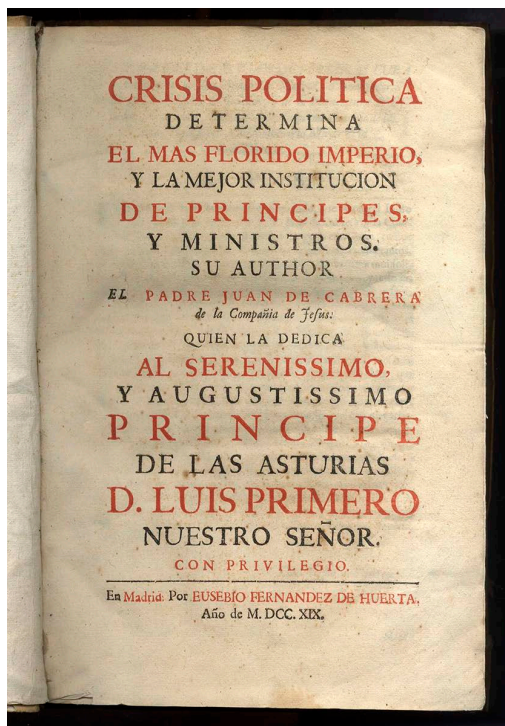 CRISIS POLITICA
DETERMINA
EL MAS FLORIDO IMPERIO,
Y LA MEJOR INSTITUCION
DE PRINCIPES,
Y MINISTROS.
SU AUTHOR
EL PADRE JUAN DE CABRERA
de la Compañia de Jesus:
QUIEN LA DEDICA
AL SERENISSIMO,
Y AUGUSTISSIMO
PRINCIPE
DE LAS ASTURIAS
D. LUIS PRIMERO
NUESTRO SEÑOR.
CON PRIVILEGIO.
En Madrid: Por EUSEBIO FERNANDEZ DE HUERTA.
Año de M. DCC. XIX.